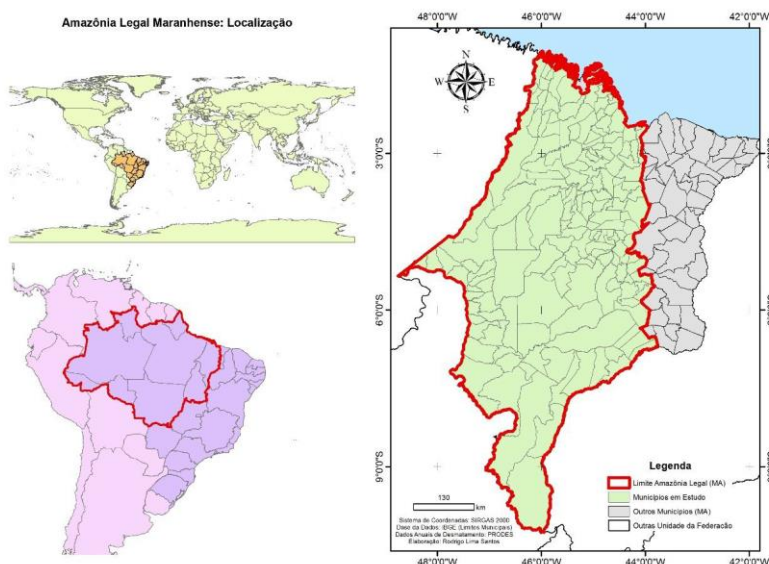 Amazônia Legal Maranhense: Localização
48°0'0"W 46°0'0"W 44°0'0"W 42°0'0"W
N
W E
S
3°0'0"S
6°0'0"S
9°0'0"S
130
km
Sistema de Coordenadas: SIRGAS 2000
Base da Dados: IBGE (Limites Municipais)
Dados Anuais de Desmatamento: PRODES
Elaboração: Rodrigo Lima Santos
Legenda
Limite Amazônia Legal (MA)
Municípios em Estudo
Outros Municípios (MA)
Outras Unidade da Federação
48°0'0"W 46°0'0"W 44°0'0"W 42°0'0"W